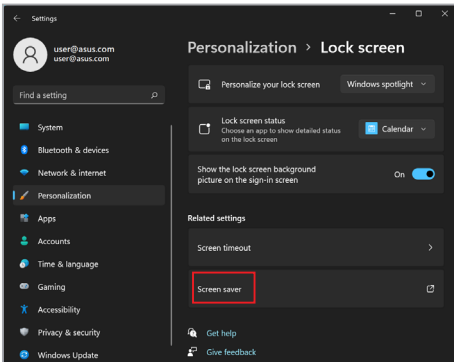 Settings
user@asus.com
user@asus.com
Find a setting
System
Bluetooth & devices
Network & internet
Personalization
Apps
Accounts
Time & language
Gaming
Accessibility
Privacy & security
Windows Update
Personalization > Lock screen
Personalize your lock screen
Windows spotlight
Lock screen status
Choose an app to show detailed status
on the lock screen
Calendar
Show the lock screen background
picture on the sign-in screen
On
Related settings
Screen timeout
Screen saver
Get help
Give feedback